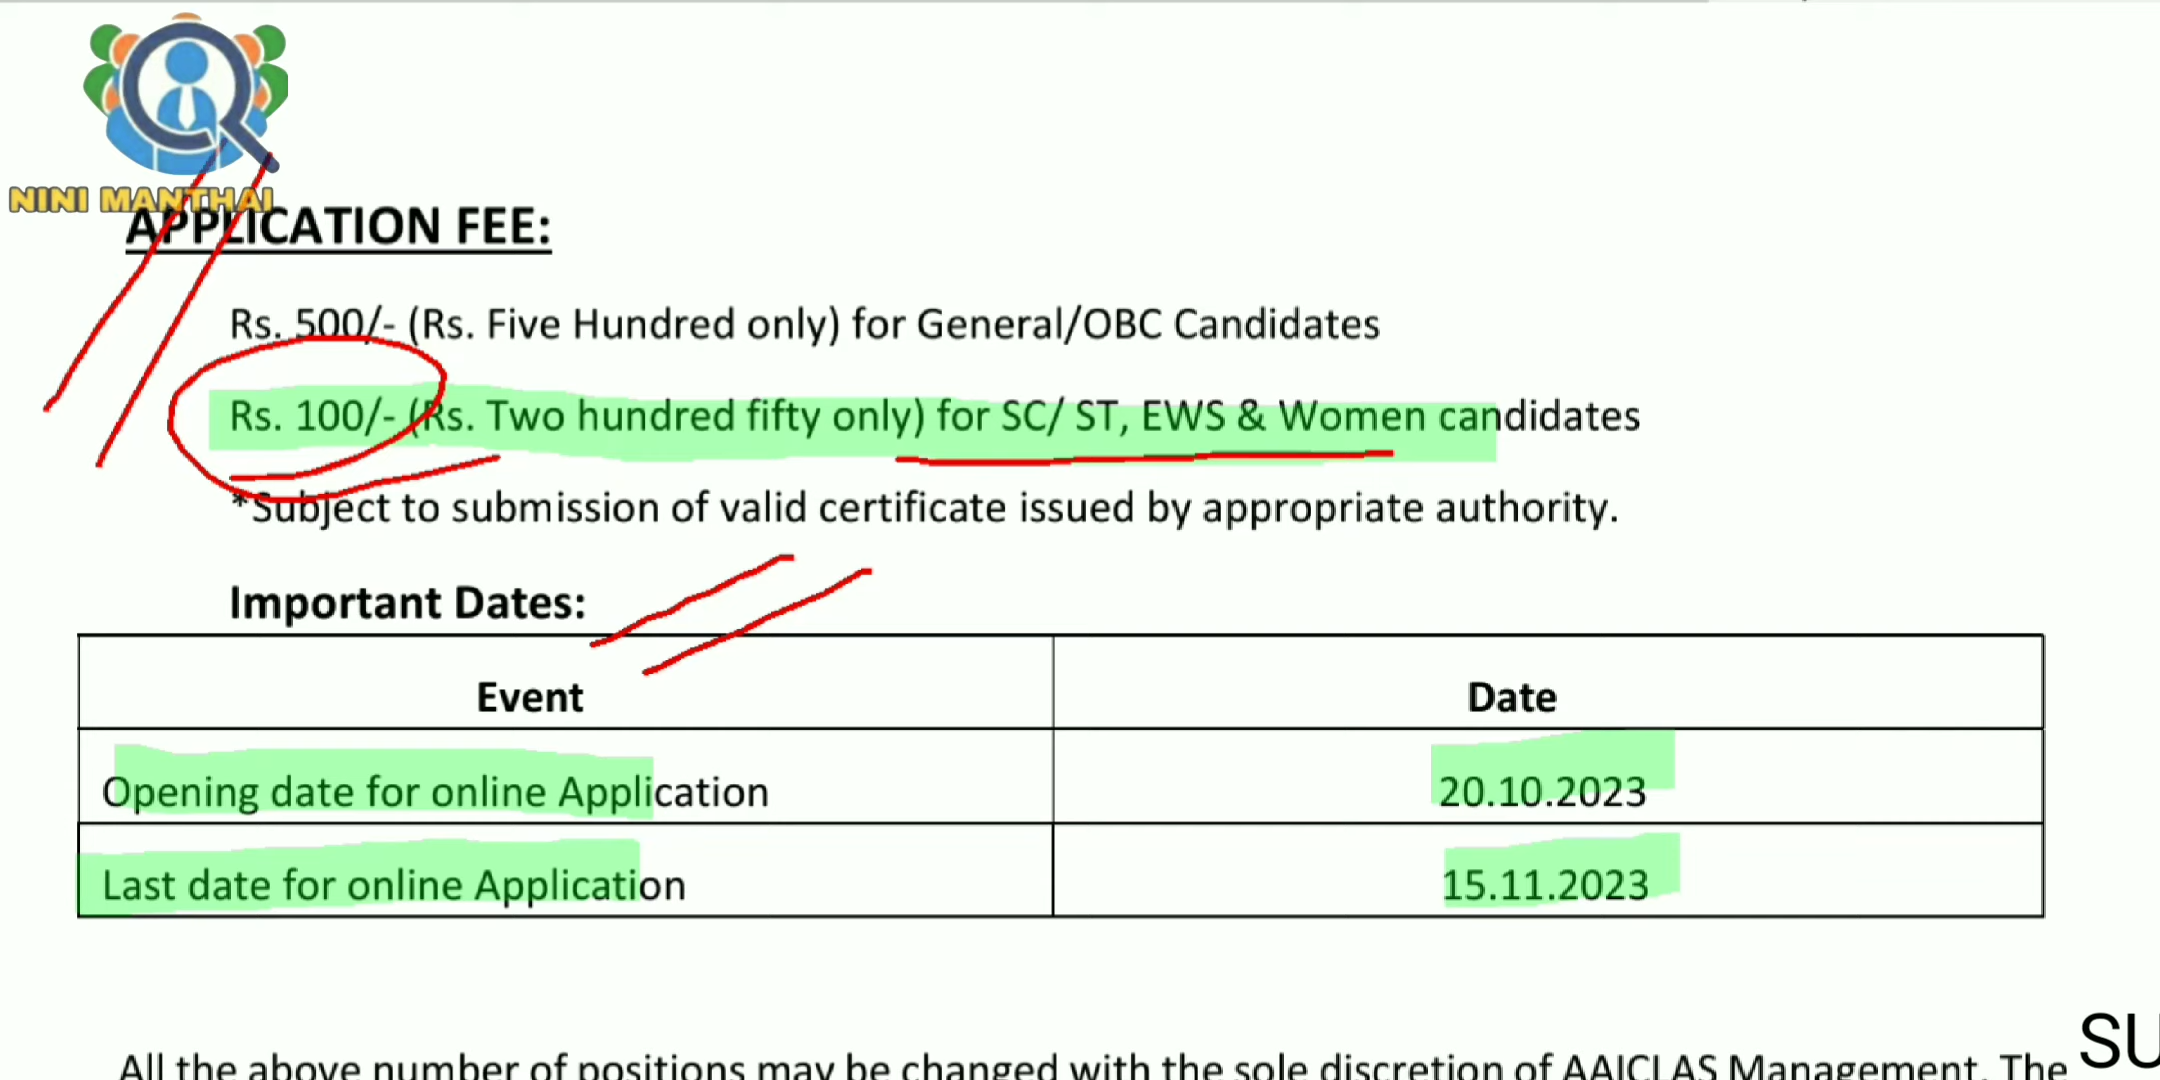 NINI MANTHAI
APPLICATION FEE:
Rs. 500/- (Rs. Five Hundred only) for General/OBC Candidates
Rs. 100/- (Rs. Two hundred fifty only) for SC/ ST, EWS & Women candidates
*Subject to submission of valid certificate issued by appropriate authority.
Important Dates:
Event Date
Opening date for online Application 20.10.2023
Last date for online Application 15.11.2023
SU
All the above number of positions may be changed with the sole discretion of AAICLAS Management. The